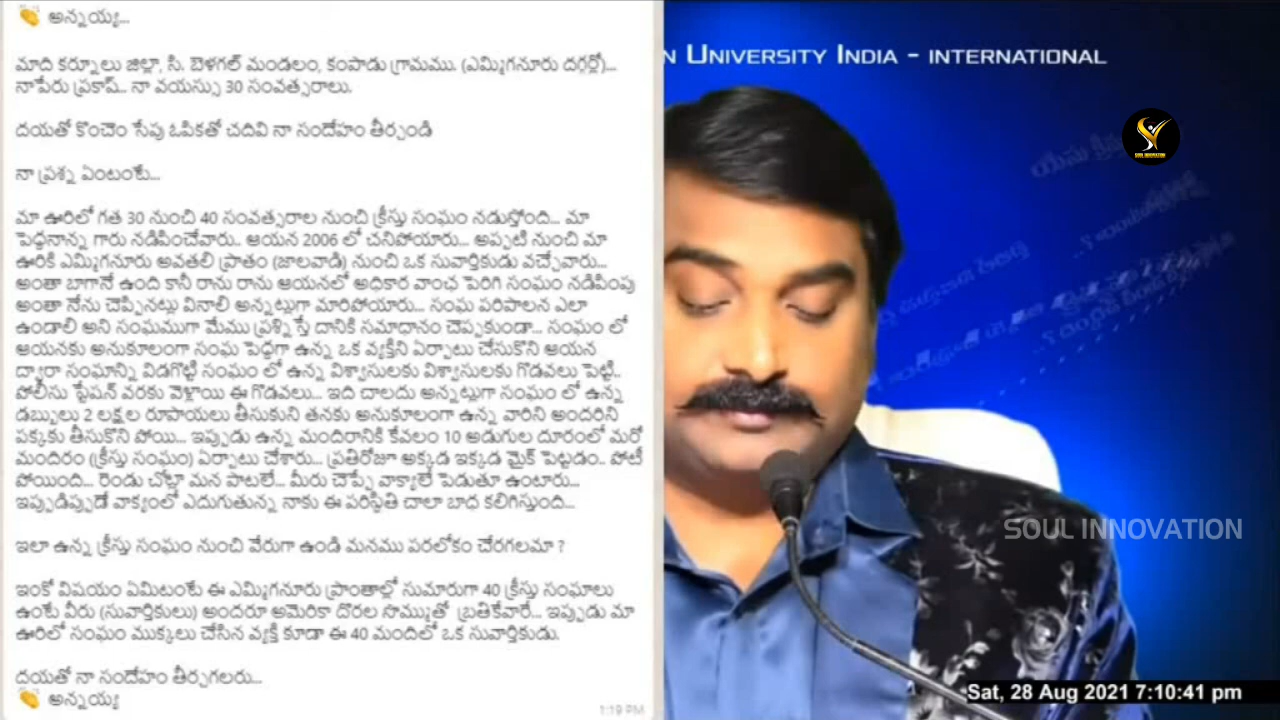 👏 అన్నయ్య...
మాది కర్నూలు జిల్లా, సి. బెళగల్ మండలం, కంపాడు గ్రామము. (ఎమ్మిగనూరు దగ్గర్లో)...
నాపేరు ప్రకాష్.. నా వయస్సు 30 సంవత్సరాలు.
దయతో కొంచెం సేపు ఓపికతో చదివి నా సందేహం తీర్చండి
నా ప్రశ్న ఏంటంటే...
మా ఊరిలో గత 30 నుంచి 40 సంవత్సరాల నుంచి క్రీస్తు సంఘం నడుస్తోంది... మా
పెద్దనాన్న గారు నడిపించేవారు.. ఆయన 2006 లో చనిపోయారు... అప్పటి నుంచి మా
ఊరికి ఎమ్మిగనూరు అవతలి ప్రాతం (జాలవాడి) నుంచి ఒక సువార్తికుడు వచ్చేవారు...
అంతా బాగానే ఉంది కానీ రాను రాను ఆయనలో అధికార వాంఛ పెరిగి సంఘం నడిపింపు
అంతా నేను చెప్పినట్లు వినాలి అన్నట్లుగా మారిపోయారు... సంఘ పరిపాలన ఎలా
ఉండాలి అని సంఘముగా మేము ప్రశ్నిస్తే దానికి సమాధానం చెప్పకుండా... సంఘం లో
ఆయనకు అనుకూలంగా సంఘ పెద్దగా ఉన్న ఒక వ్యక్తిని ఏర్పాటు చేసుకొని ఆయన
ద్వారా సంఘాన్ని విడగొట్టి సంఘం లో ఉన్న విశ్వాసులకు విశ్వాసులకు గొడవలు పెట్టి..
పోలీసు స్టేషన్ వరకు వెళ్లాయి ఈ గొడవలు... ఇది చాలదు అన్నట్లుగా సంఘం లో ఉన్న
డబ్బులు 2 లక్షల రూపాయలు తీసుకుని తనకు అనుకూలంగా ఉన్న వారిని అందరిని
పక్కకు తీసుకొని పోయి... ఇప్పుడు ఉన్న మందిరానికి కేవలం 10 అడుగుల దూరంలో మరో
మందిరం (క్రీస్తు సంఘం) ఏర్పాటు చేశారు... ప్రతిరోజూ అక్కడ ఇక్కడ మైక్ పెట్టడం.. పోటీ
పోయింది... రెండు చోట్లా మన పాటలే... మీరు చెప్పే వాక్యాలే పెడుతూ ఉంటారు...
ఇప్పుడిప్పుడే వాక్యంలో ఎదుగుతున్న నాకు ఈ పరిస్థితి చాలా బాధ కలిగిస్తుంది...
ఇలా ఉన్న క్రీస్తు సంఘం నుంచి వేరుగా ఉండి మనము పరలోకం చేరగలమా ?
ఇంకో విషయం ఏమిటంటే ఈ ఎమ్మిగనూరు ప్రాంతాల్లో సుమారుగా 40 క్రీస్తు సంఘాలు
ఉంటే వీరు (సువార్తికులు) అందరూ అమెరికా దొరల సొమ్ముతో బ్రతికేవారే... ఇప్పుడు మా
ఊరిలో సంఘం ముక్కలు చేసిన వ్యక్తి కూడా ఈ 40 మందిలో ఒక సువార్తికుడు.
దయతో నా సందేహం తీర్చగలరు...
👏 అన్నయ్య
1:19 PM
N UNIVERSITY INDIA - INTERNATIONAL
SOUL INNOVATION
SOUL INNOVATION
Sat, 28 Aug 2021 7:10:41 pm